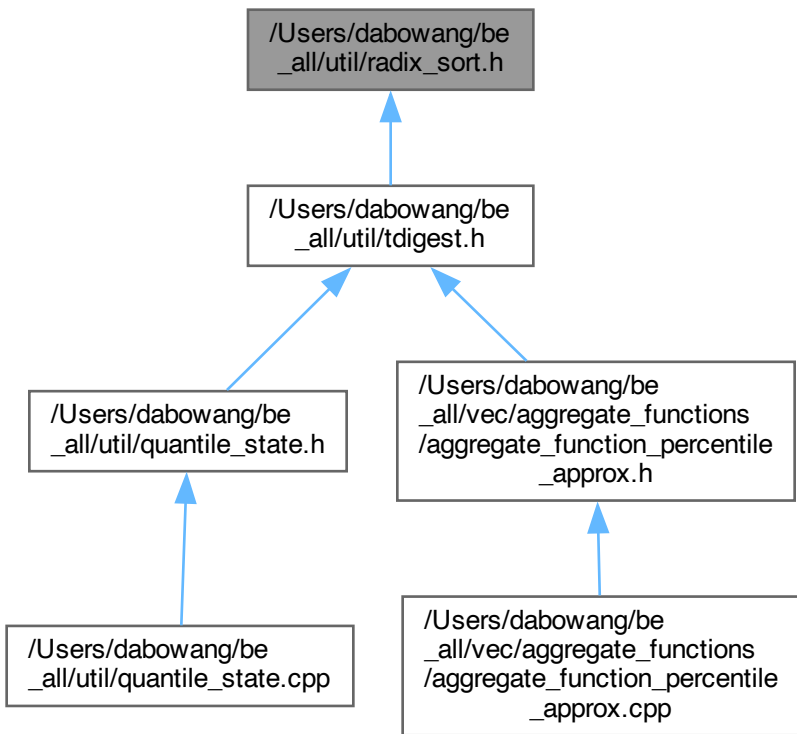 /Users/dabowang/be
_all/util/radix_sort.h
/Users/dabowang/be
_all/util/tdigest.h
/Users/dabowang/be
_all/util/quantile_state.h
/Users/dabowang/be
_all/vec/aggregate_functions
/aggregate_function_percentile
_approx.h
/Users/dabowang/be
_all/util/quantile_state.cpp
/Users/dabowang/be
_all/vec/aggregate_functions
/aggregate_function_percentile
_approx.cpp